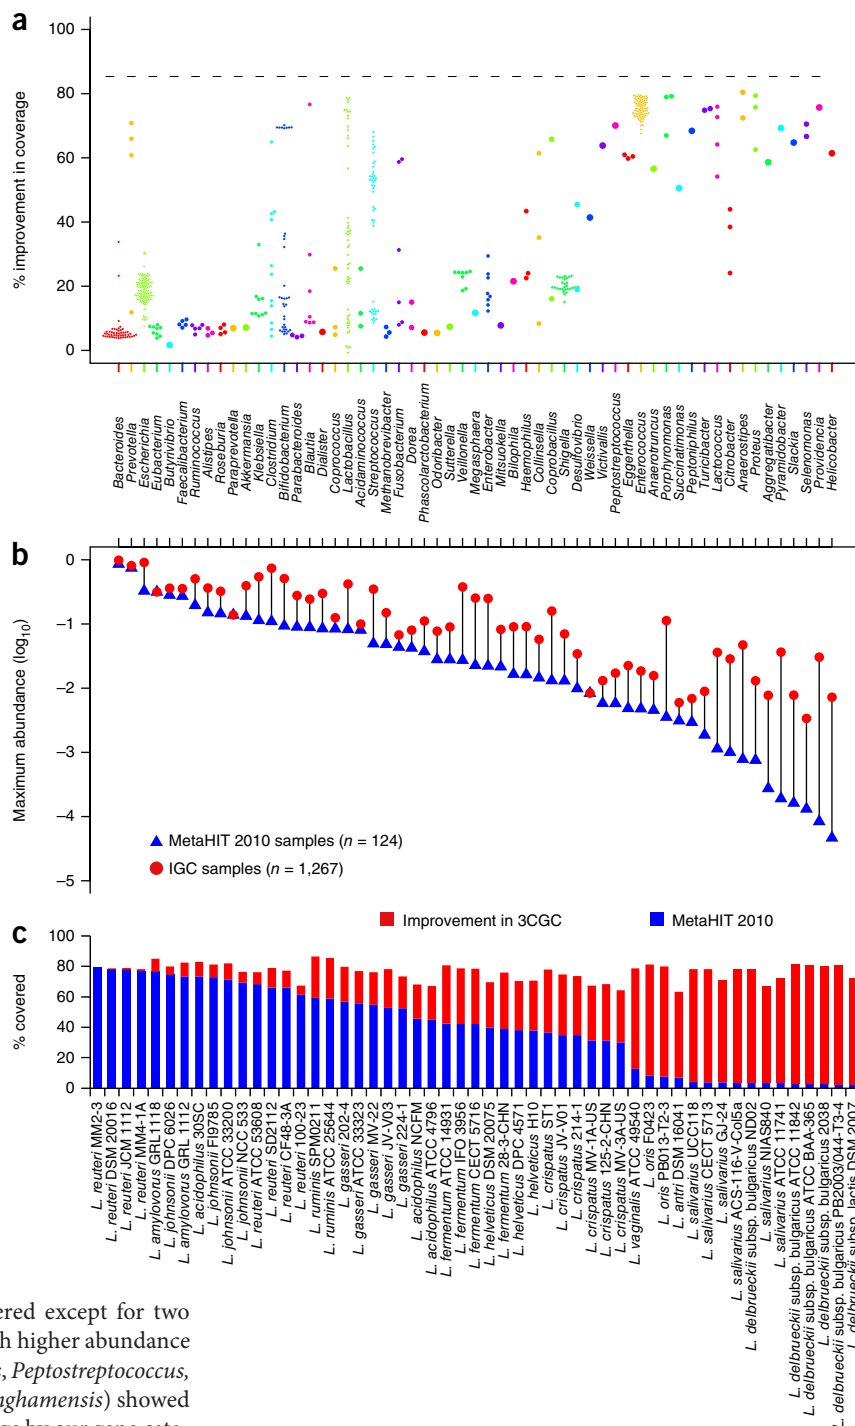 a
100
80
60
40
20
0
% improvement in coverage
Bacteroides
Prevotella
Escherichia
Eubacterium
Butyrivibrio
Faecalibacterium
Ruminococcus
Alistipes
Roseburia
Paraprevotella
Akkermansia
Klebsiella
Clostridium
Bifidobacterium
Parabacteroides
Blautia
Dialister
Coprococcus
Lactobacillus
Acidaminococcus
Streptococcus
Methanobrevibacter
Fusobacterium
Dorea
Phascolarctobacterium
Odoribacter
Sutterella
Veillonella
Megasphaera
Enterobacter
Mitsuokella
Bilophila
Haemophilus
Collinsella
Coprobacillus
Shigella
Desulfovibrio
Weissella
Victivallis
Peptostreptococcus
Eggerthella
Enterococcus
Anaerotruncus
Porphyromonas
Succinatimonas
Peptoniphilus
Turicibacter
Lactococcus
Citrobacter
Anaerostipes
Proteus
Aggregatibacter
Pyramidobacter
Slackia
Selenomonas
Providencia
Helicobacter
b
0
–1
–2
–3
–4
–5
Maximum abundance (log10)
MetaHIT 2010 samples (n = 124)
IGC samples (n = 1,267)
Improvement in 3CGC
MetaHIT 2010
c
100
80
60
40
20
0
% covered
L. reuteri MM2-3
L. reuteri DSM 20016
L. reuteri JCM 1112
L. reuteri MM4-1A
L. amylovorus GRL1118
L. johnsonii DPC 6026
L. amylovorus GRL 1112
L. acidophilus 30SC
L. johnsonii FI9785
L. johnsonii ATCC 33200
L. johnsonii NCC 533
L. reuteri ATCC 53608
L. reuteri SD2112
L. reuteri CF48-3A
L. reuteri 100-23
L. ruminis SPM0211
L. ruminis ATCC 25644
L. gasseri 202-4
L. gasseri ATCC 33323
L. gasseri MV-22
L. gasseri JV-V03
L. gasseri 224-1
L. acidophilus NCFM
L. acidophilus ATCC 4796
L. fermentum ATCC 14931
L. fermentum IFO 3956
L. fermentum CECT 5716
L. helveticus DSM 20075
L. fermentum 28-3-CHN
L. helveticus DPC 4571
L. helveticus H10
L. crispatus ST1
L. crispatus JV-V01
L. crispatus 214-1
L. crispatus MV-1A-US
L. crispatus 125-2-CHN
L. crispatus MV-3A-US
L. vaginalis ATCC 49540
L. oris F0423
L. oris PB013-T2-3
L. antri DSM 16041
L. salivarius UCC118
L. salivarius CECT 5713
L. salivarius GJ-24
L. salivarius ACS-116-V-Col5a
L. delbrueckii subsp. bulgaricus ND02
L. salivarius NIAS840
L. salivarius ATCC 11741
L. delbrueckii subsp. bulgaricus ATCC 11842
L. delbrueckii subsp. bulgaricus ATCC BAA-365
L. delbrueckii subsp. bulgaricus 2038
delbrueckii subsp. bulgaricus PB2003/044-T3-4
delbrueckii subsp. lactis DSM 2007
ered except for two
h higher abundance
s, Peptostreptococcus,
nghamensis) showed